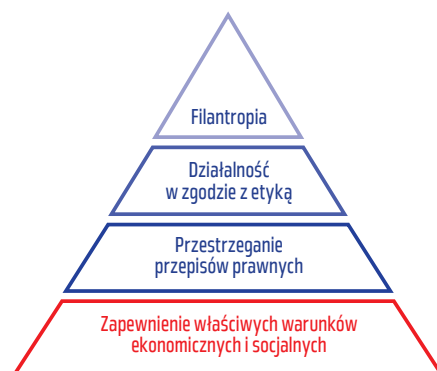 Filantropia
Działalność
w zgodzie z etyką
Przestrzeganie
przepisów prawnych
Zapewnienie właściwych warunków
ekonomicznych i socjalnych